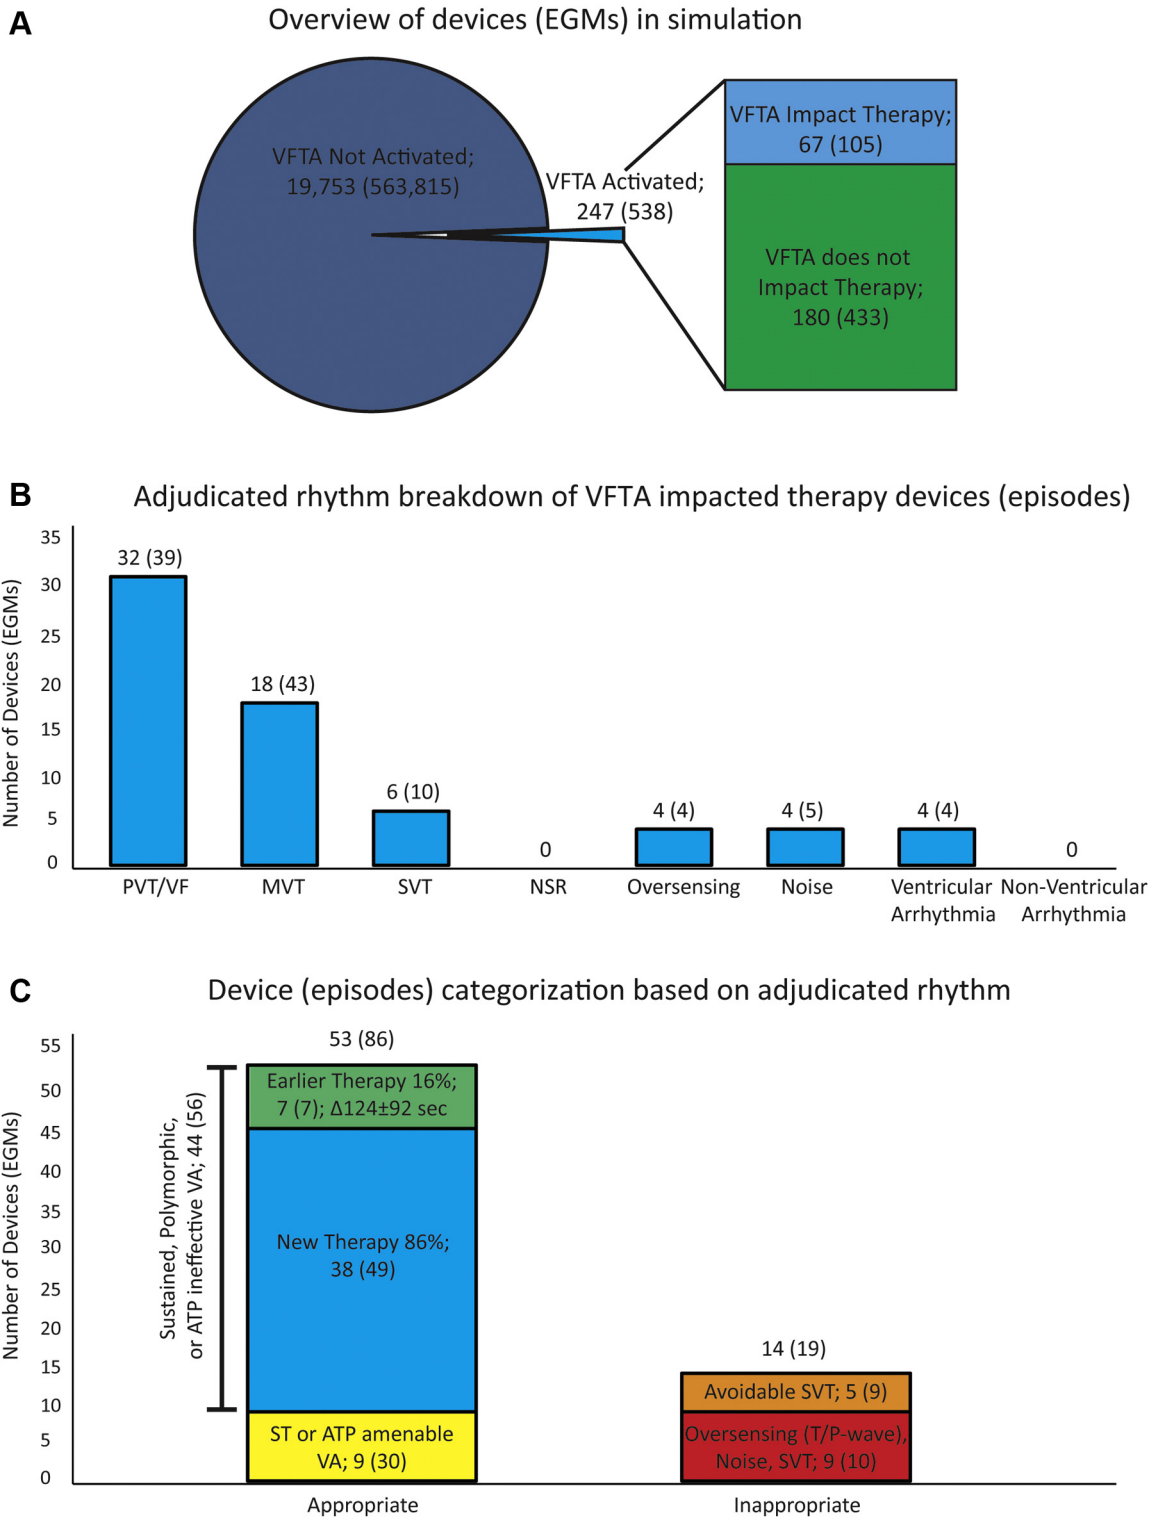 A
Overview of devices (EGMs) in simulation
VFTA Not Activated;
19,753 (563,815)
VFTA Activated;
247 (538)
VFTA Impact Therapy;
67 (105)
VFTA does not
Impact Therapy;
180 (433)
B
Adjudicated rhythm breakdown of VFTA impacted therapy devices (episodes)
Number of Devices (EGMs)
35
30
25
20
15
10
5
0
32 (39)
18 (43)
6 (10)
0
4 (4)
4 (5)
4 (4)
0
PVT/VF
MVT
SVT
NSR
Oversensing
Noise
Ventricular
Arrhythmia
Non-Ventricular
Arrhythmia
C
Device (episodes) categorization based on adjudicated rhythm
Number of Devices (EGMs)
55
50
45
40
35
30
25
20
15
10
5
0
Sustained, Polymorphic,
or ATP ineffective VA; 44 (56)
53 (86)
Earlier Therapy 16%;
7 (7); Δ124±92 sec
New Therapy 86%;
38 (49)
ST or ATP amenable
VA; 9 (30)
14 (19)
Avoidable SVT; 5 (9)
Oversensing (T/P-wave),
Noise, SVT; 9 (10)
Appropriate
Inappropriate